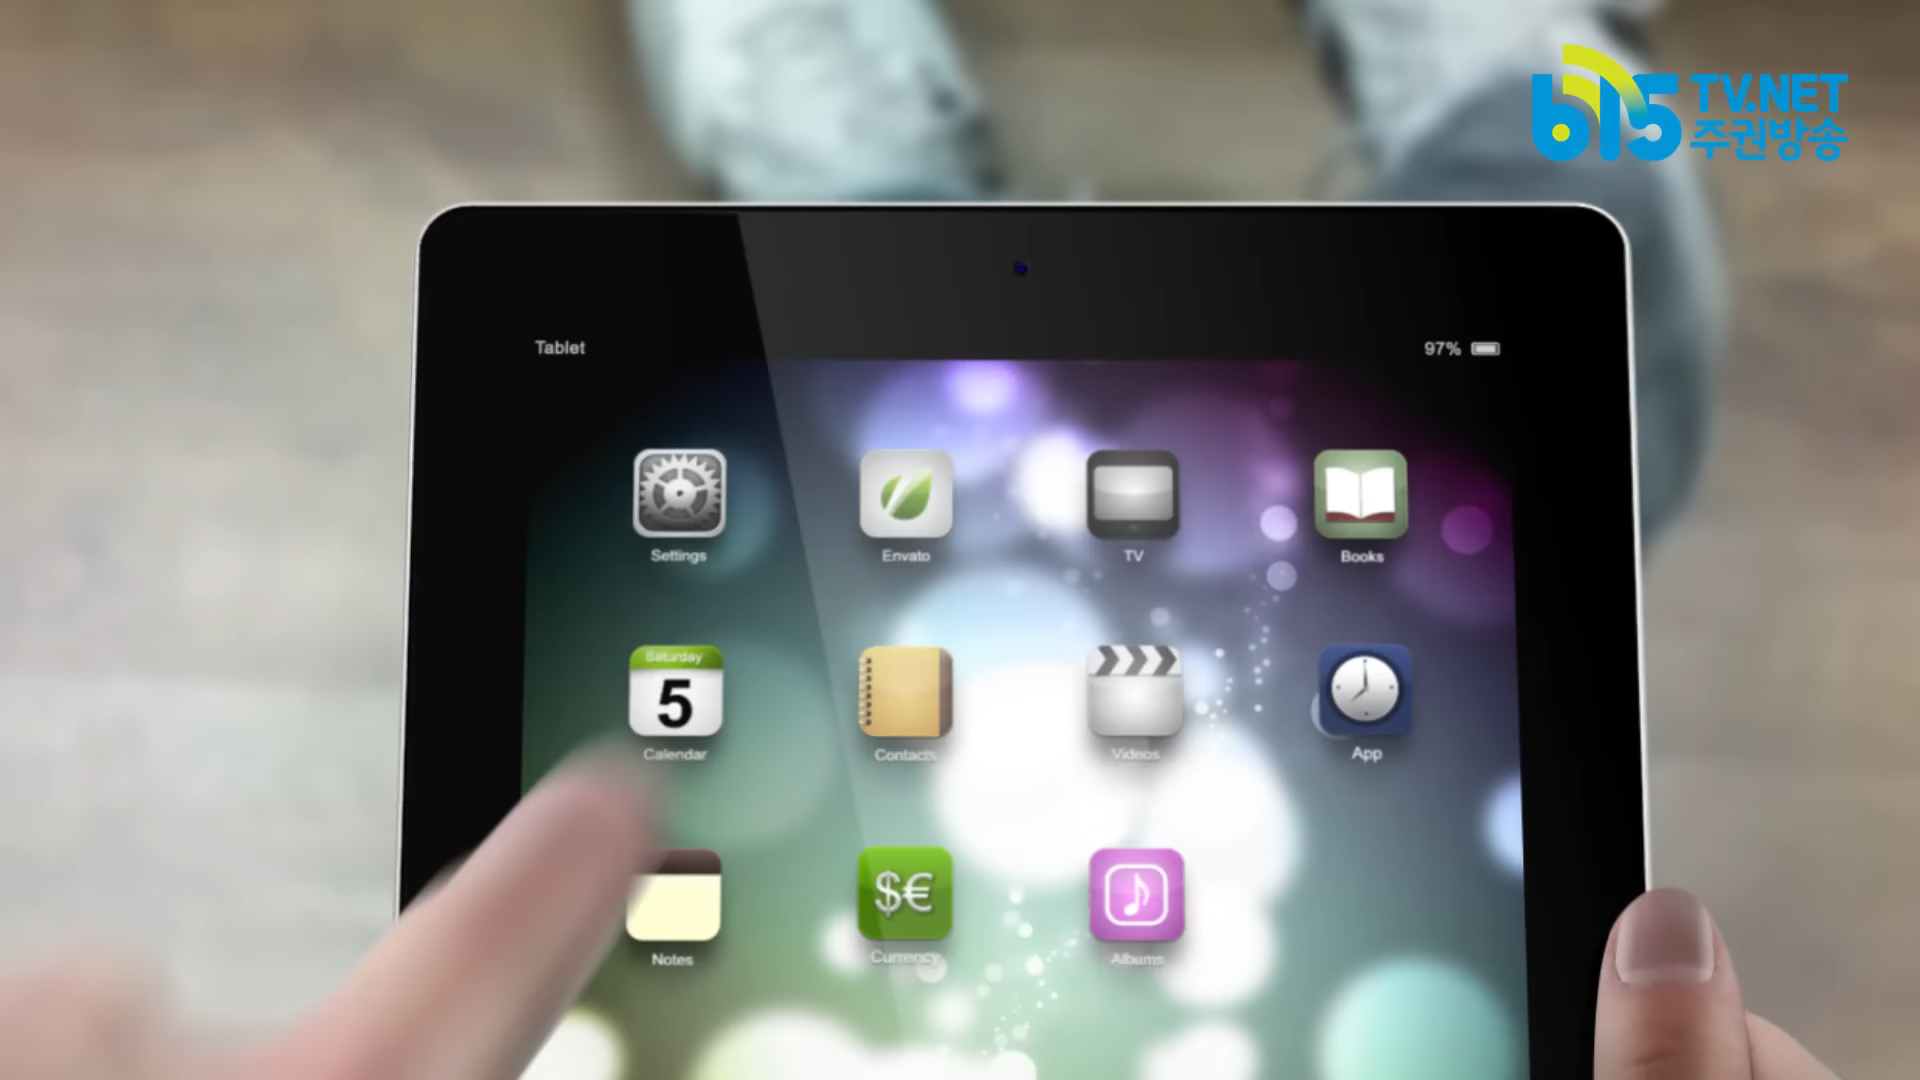 615 TV.NET
주권방송
Tablet
97%
Settings
Envato
TV
Books
Saturday
5
Calendar
Contacts
Videos
App
Notes
$€
Currency
Albums